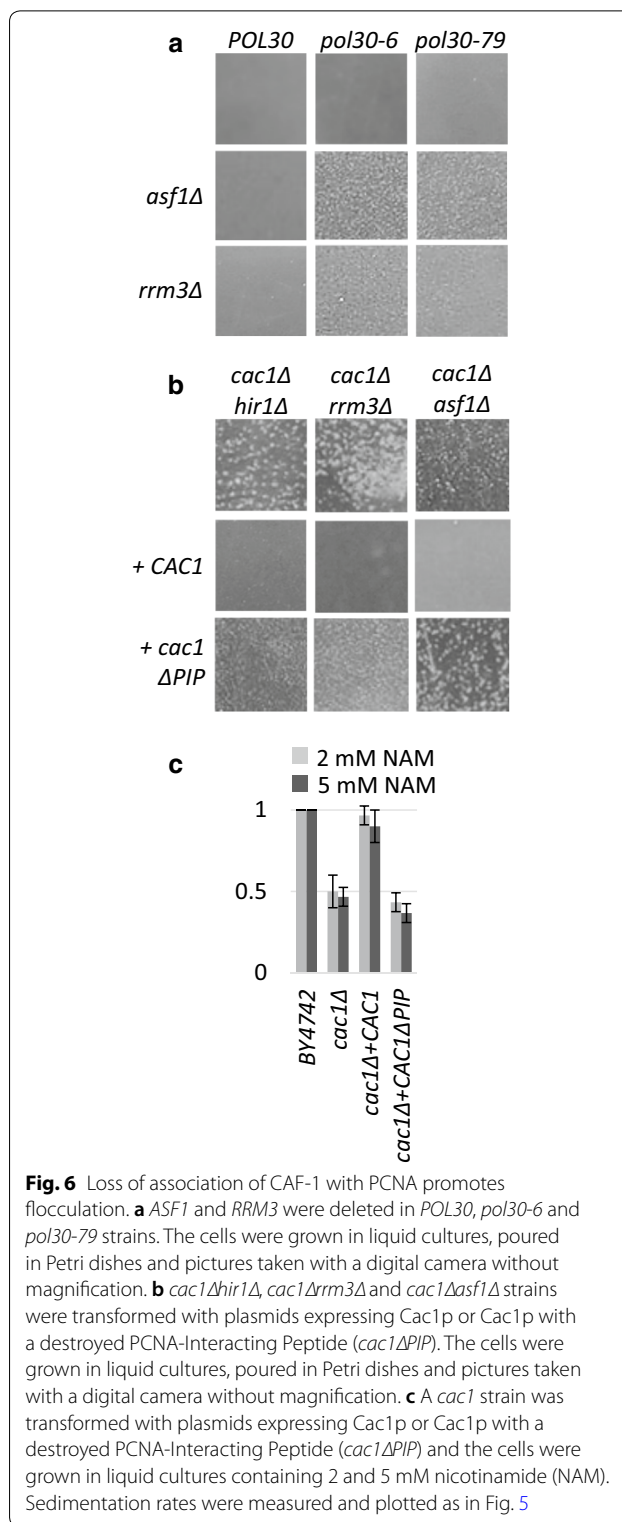 a
POL30 pol30-6 pol30-79
asf1Δ
rrm3Δ
b
cac1Δ cac1Δ cac1Δ
hir1Δ rrm3Δ asf1Δ
+ CAC1
+ cac1
ΔPIP
c
2 mM NAM
5 mM NAM
1
0.5
0
BY4742
cac1Δ
cac1Δ+CAC1
cac1Δ+CAC1ΔPIP
Fig. 6 Loss of association of CAF-1 with PCNA promotes
flocculation. a ASF1 and RRM3 were deleted in POL30, pol30-6 and
pol30-79 strains. The cells were grown in liquid cultures, poured
in Petri dishes and pictures taken with a digital camera without
magnification. b cac1Δhir1Δ, cac1Δrrm3Δ and cac1Δasf1Δ strains
were transformed with plasmids expressing Cac1p or Cac1p with
a destroyed PCNA-Interacting Peptide (cac1ΔPIP). The cells were
grown in liquid cultures, poured in Petri dishes and pictures taken
with a digital camera without magnification. c A cac1 strain was
transformed with plasmids expressing Cac1p or Cac1p with a
destroyed PCNA-Interacting Peptide (cac1ΔPIP) and the cells were
grown in liquid cultures containing 2 and 5 mM nicotinamide (NAM).
Sedimentation rates were measured and plotted as in Fig. 5